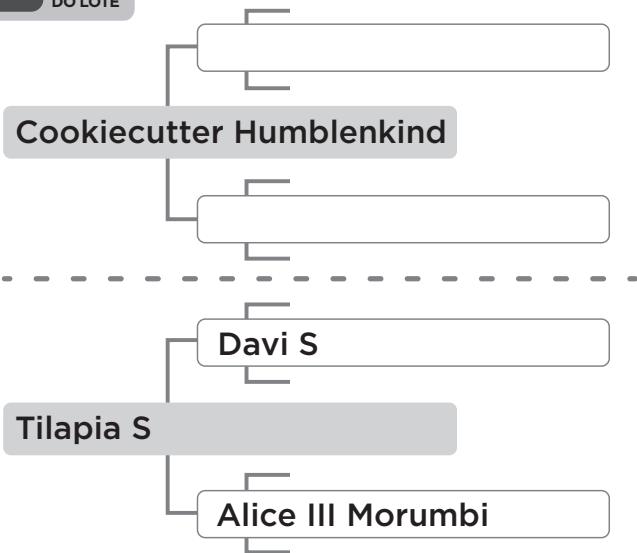 DO LOTE
Cookiecutter Humblenkind
Davi S
Tilapia S
Alice III Morumbi